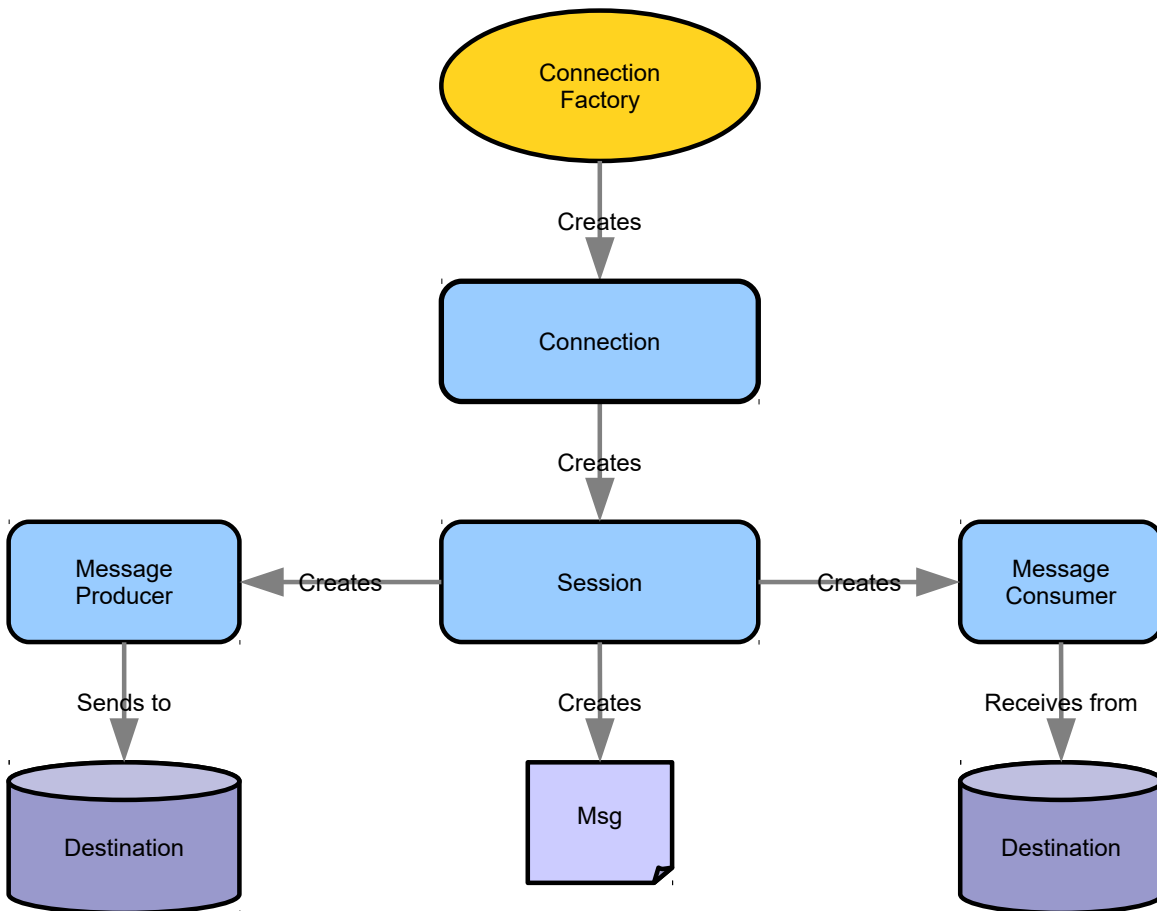 Connection
Factory
Creates
Connection
Creates
Message
Producer
Creates
Session
Creates
Message
Consumer
Sends to
Creates
Receives from
Destination
Msg
Destination